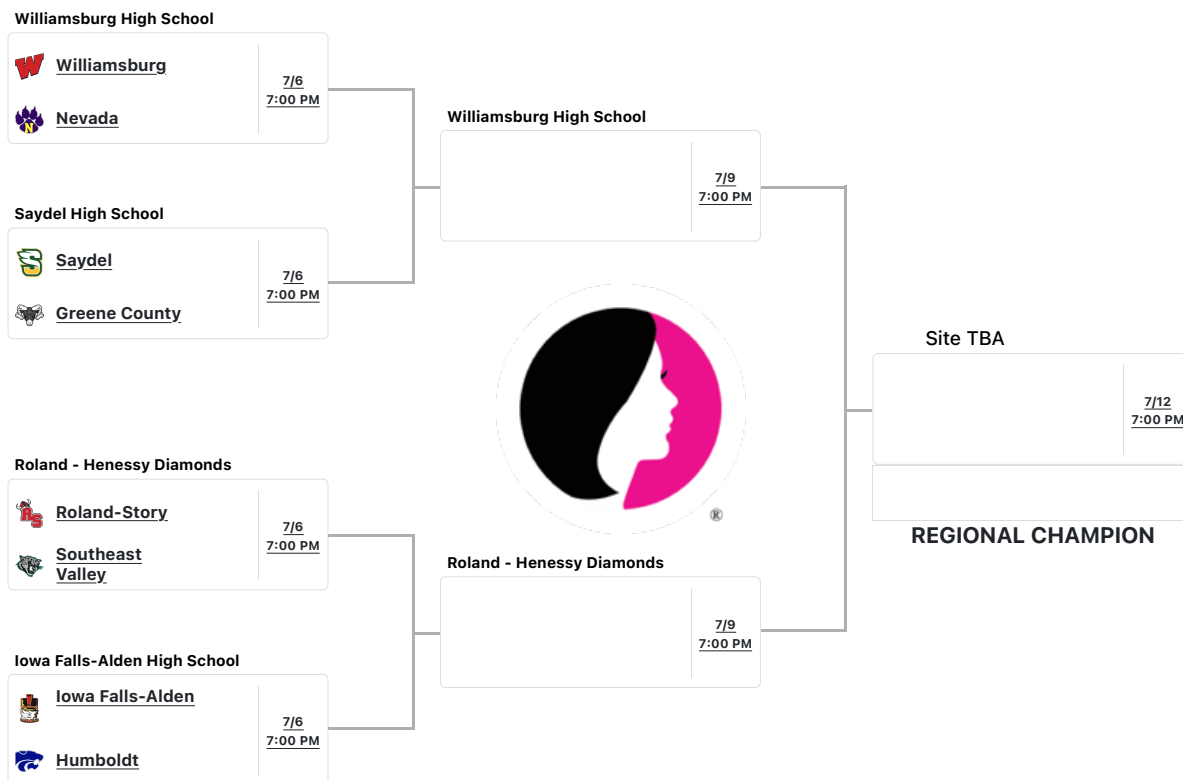 Williamsburg High School
Williamsburg
7/6
7:00 PM
Nevada
Saydel High School
Saydel
7/6
7:00 PM
Greene County
Roland - Henessy Diamonds
Roland-Story
7/6
7:00 PM
Southeast
Valley
Iowa Falls-Alden High School
Iowa Falls-Alden
7/6
7:00 PM
Humboldt
Williamsburg High School
7/9
7:00 PM
®
Roland - Henessy Diamonds
7/9
7:00 PM
Site TBA
7/12
7:00 PM
REGIONAL CHAMPION